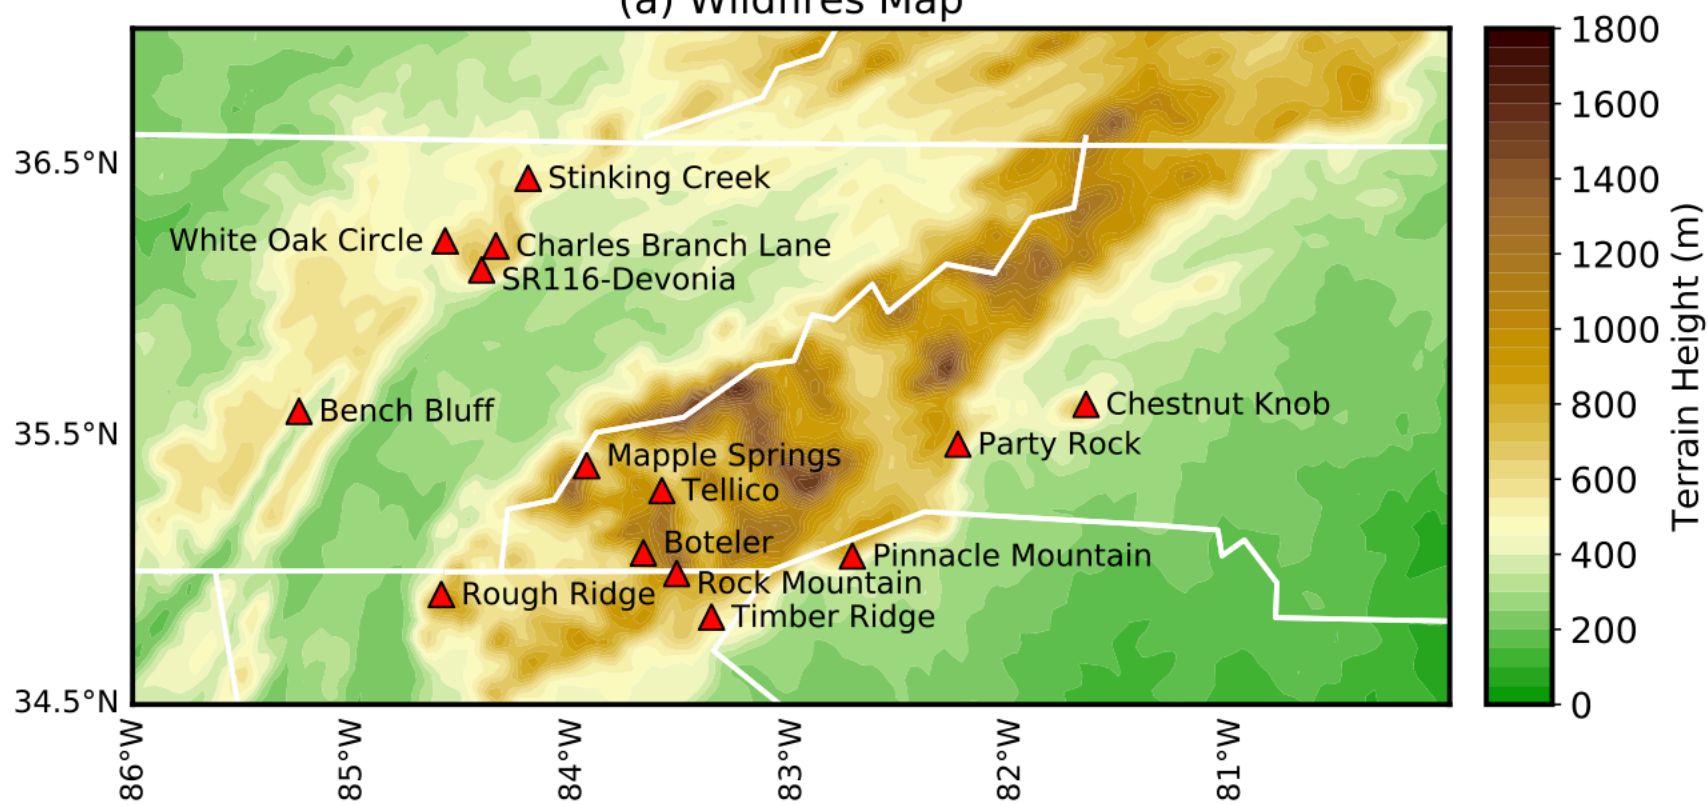 (a) Wildfires Map
36.5°N
35.5°N
34.5°N
Stinking Creek
White Oak Circle
Charles Branch Lane
SR116-Devonia
Bench Bluff
Chestnut Knob
Party Rock
Mapple Springs
Tellico
Boteler
Pinnacle Mountain
Rock Mountain
Rough Ridge
Timber Ridge
86°W
85°W
84°W
83°W
82°W
81°W
1800
1600
1400
1200
1000
800
600
400
200
0
Terrain Height (m)